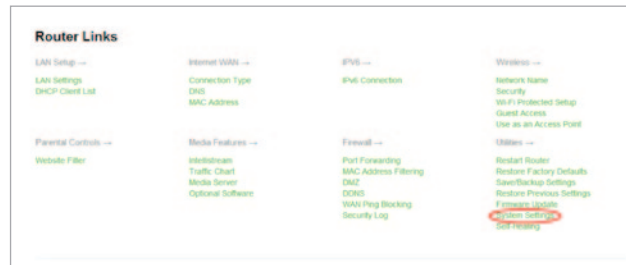 Router Links
LAN Setup →
LAN Settings
DHCP Client List
Internet WAN →
Connection Type
DNS
MAC Address
IPV6 →
IPv6 Connection
Wireless →
Network Name
Security
Wi-Fi Protected Setup
Guest Access
Use as an Access Point
Parental Controls →
Website Filter
Media Features →
Intellistream
Traffic Chart
Media Server
Optional Software
Firewall →
Port Forwarding
MAC Address Filtering
DMZ
DDNS
WAN Ping Blocking
Security Log
Utilities →
Restart Router
Restore Factory Defaults
Save/Backup Settings
Restore Previous Settings
Firmware Update
System Settings
Self Healing